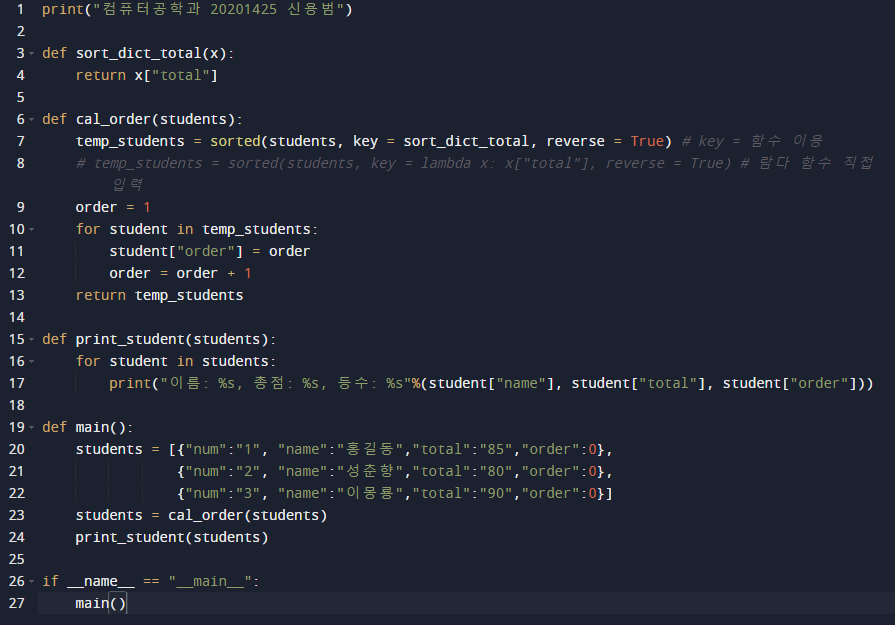 1 print("컴퓨터공학과 20201425 신용범")
2
3 def sort_dict_total(x):
4     return x["total"]
5
6 def cal_order(students):
7     temp_students = sorted(students, key = sort_dict_total, reverse = True) # key = 함수 이용
8     # temp_students = sorted(students, key = lambda x: x["total"], reverse = True) # 람다 함수 직접
입력
9     order = 1
10     for student in temp_students:
11         student["order"] = order
12         order = order + 1
13     return temp_students
14
15 def print_student(students):
16     for student in students:
17         print("이름: %s, 총점: %s, 등수: %s"%(student["name"], student["total"], student["order"]))
18
19 def main():
20     students = [{"num":"1", "name":"홍길동","total":"85","order":0},
21                 {"num":"2", "name":"성춘향","total":"80","order":0},
22                 {"num":"3", "name":"이몽룡","total":"90","order":0}]
23     students = cal_order(students)
24     print_student(students)
25
26 if __name__ == "__main__":
27     main()